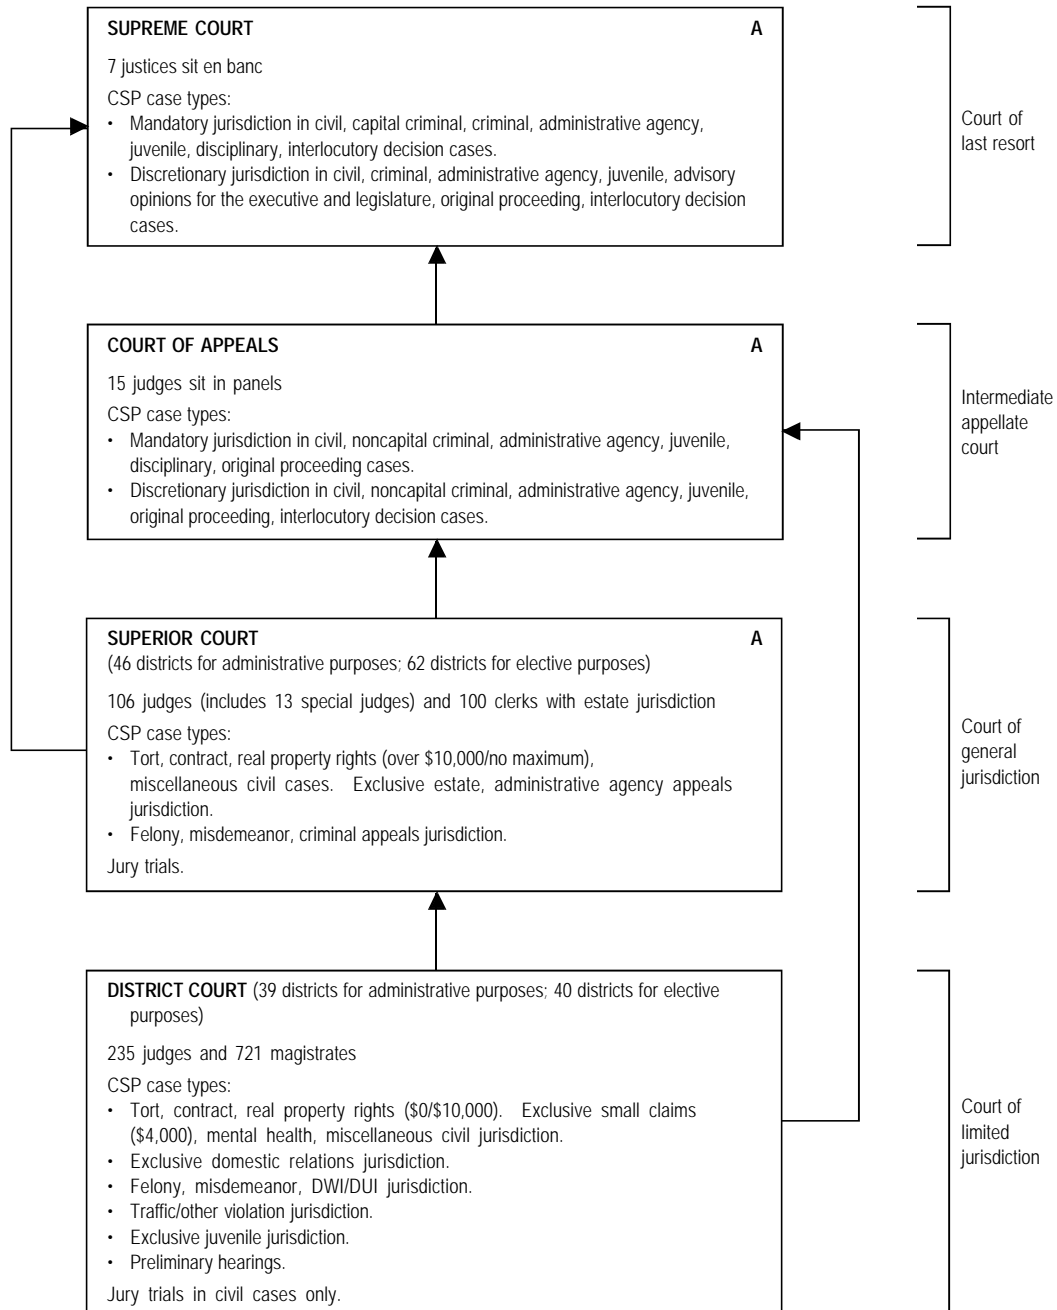 SUPREME COURT A
7 justices sit en banc
CSP case types:
• Mandatory jurisdiction in civil, capital criminal, criminal, administrative agency,
juvenile, disciplinary, interlocutory decision cases.
• Discretionary jurisdiction in civil, criminal, administrative agency, juvenile, advisory
opinions for the executive and legislature, original proceeding, interlocutory decision
cases.
Court of
last resort
COURT OF APPEALS A
15 judges sit in panels
CSP case types:
• Mandatory jurisdiction in civil, noncapital criminal, administrative agency, juvenile,
disciplinary, original proceeding cases.
• Discretionary jurisdiction in civil, noncapital criminal, administrative agency, juvenile,
original proceeding, interlocutory decision cases.
Intermediate
appellate
court
SUPERIOR COURT A
(46 districts for administrative purposes; 62 districts for elective purposes)
106 judges (includes 13 special judges) and 100 clerks with estate jurisdiction
CSP case types:
• Tort, contract, real property rights (over $10,000/no maximum),
miscellaneous civil cases. Exclusive estate, administrative agency appeals
jurisdiction.
• Felony, misdemeanor, criminal appeals jurisdiction.
Jury trials.
Court of
general
jurisdiction
DISTRICT COURT (39 districts for administrative purposes; 40 districts for elective
purposes)
235 judges and 721 magistrates
CSP case types:
• Tort, contract, real property rights ($0/$10,000). Exclusive small claims
($4,000), mental health, miscellaneous civil jurisdiction.
• Exclusive domestic relations jurisdiction.
• Felony, misdemeanor, DWI/DUI jurisdiction.
• Traffic/other violation jurisdiction.
• Exclusive juvenile jurisdiction.
• Preliminary hearings.
Jury trials in civil cases only.
Court of
limited
jurisdiction